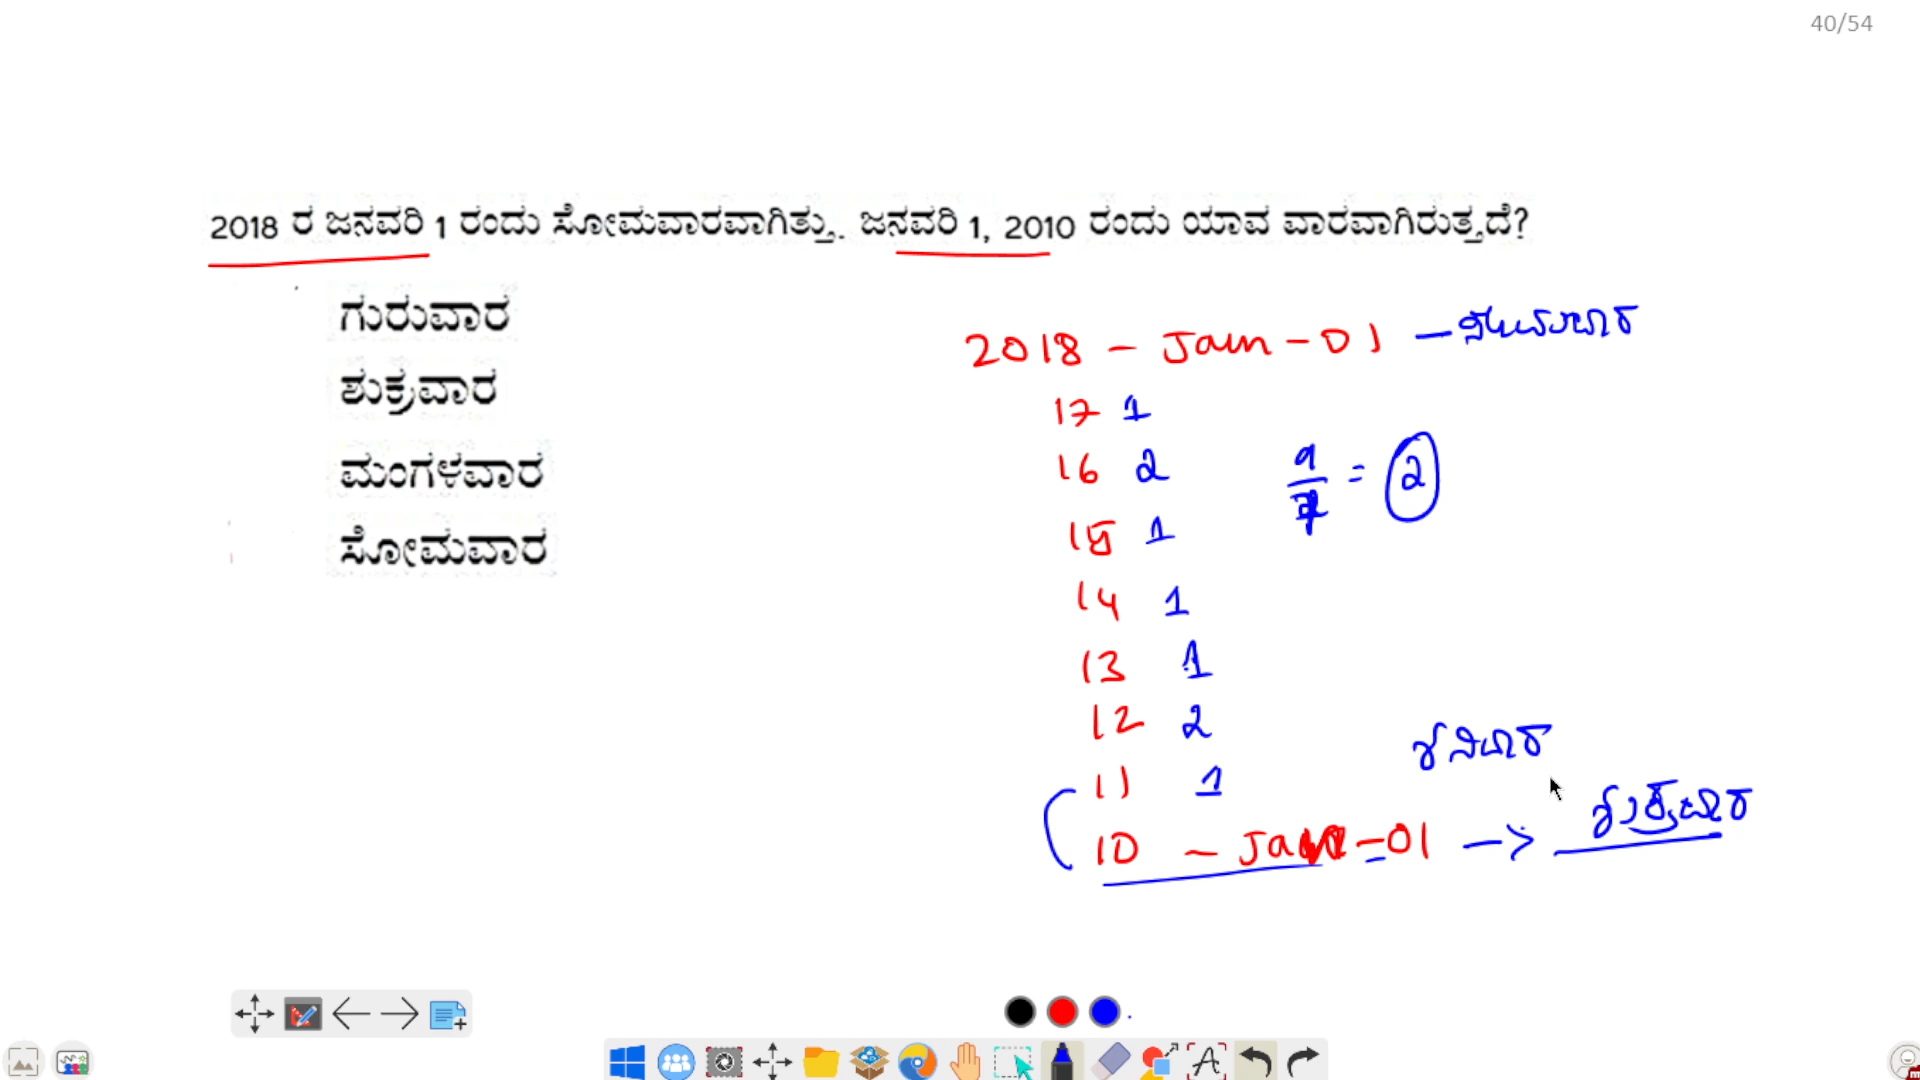 40/54
2018 ರ ಜನವರಿ 1 ರಂದು ಸೋಮವಾರವಾಗಿತ್ತು. ಜನವರಿ 1, 2010 ರಂದು ಯಾವ ವಾರವಾಗಿರುತ್ತದೆ?
ಗುರುವಾರ
ಶುಕ್ರವಾರ
ಮಂಗಳವಾರ
ಸೋಮವಾರ
2018 - Jan - 01 -
17 1
16 2
9/7 = 2
15 1
14 1
13 1
12 2
11 1
ಶನಿವಾರ
10 - Jan - 01 -> ಶುಕ್ರವಾರ